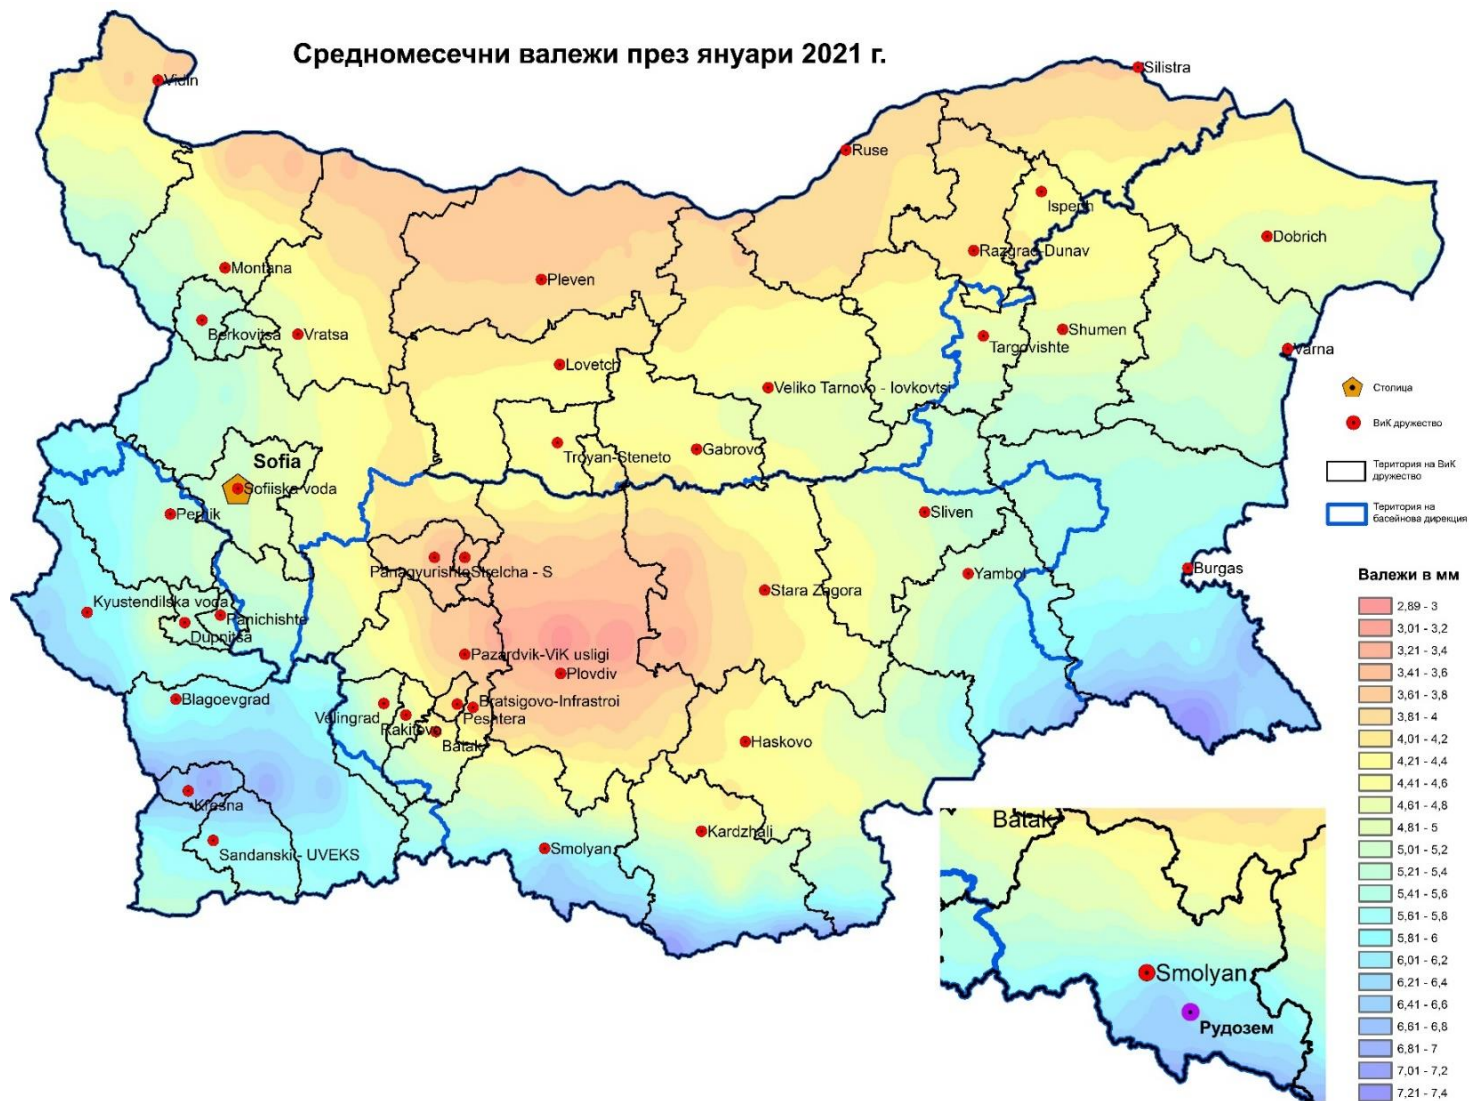 Средномесечни валежи през януари 2021 г.
Vidin
Silistra
Ruse
Isperih
Dobrich
Razgrad-Dunav
Montana
Pleven
Berkovitsa
Vratsa
Shumen
Targovishte
Varna
Lovetch
Veliko Tarnovo - Iovkovtsi
Troyan-Steneto
Gabrovo
Sofia
Sofiiska voda
Pernik
Sliven
Panagyurishte
Strelcha - S
Yambol
Burgas
Stara Zagora
Kyustendilska voda
Ranichishte
Dupnitsa
Pazardvik-ViK usligi
Plovdiv
Blagoevgrad
Velingrad
Bratsigovo-Infrastroi
Peshtera
Rakitovo
Batak
Haskovo
Kresna
Kardzhali
Sandanski - UVEKS
Smolyan
Batak
Smolyan
Рудозем
Столица
ВиК дружество
Територия на ВиК
дружество
Територия на
басейнова дирекция
Валежи в мм
2,89 - 3
3,01 - 3,2
3,21 - 3,4
3,41 - 3,6
3,61 - 3,8
3,81 - 4
4,01 - 4,2
4,21 - 4,4
4,41 - 4,6
4,61 - 4,8
4,81 - 5
5,01 - 5,2
5,21 - 5,4
5,41 - 5,6
5,61 - 5,8
5,81 - 6
6,01 - 6,2
6,21 - 6,4
6,41 - 6,6
6,61 - 6,8
6,81 - 7
7,01 - 7,2
7,21 - 7,4